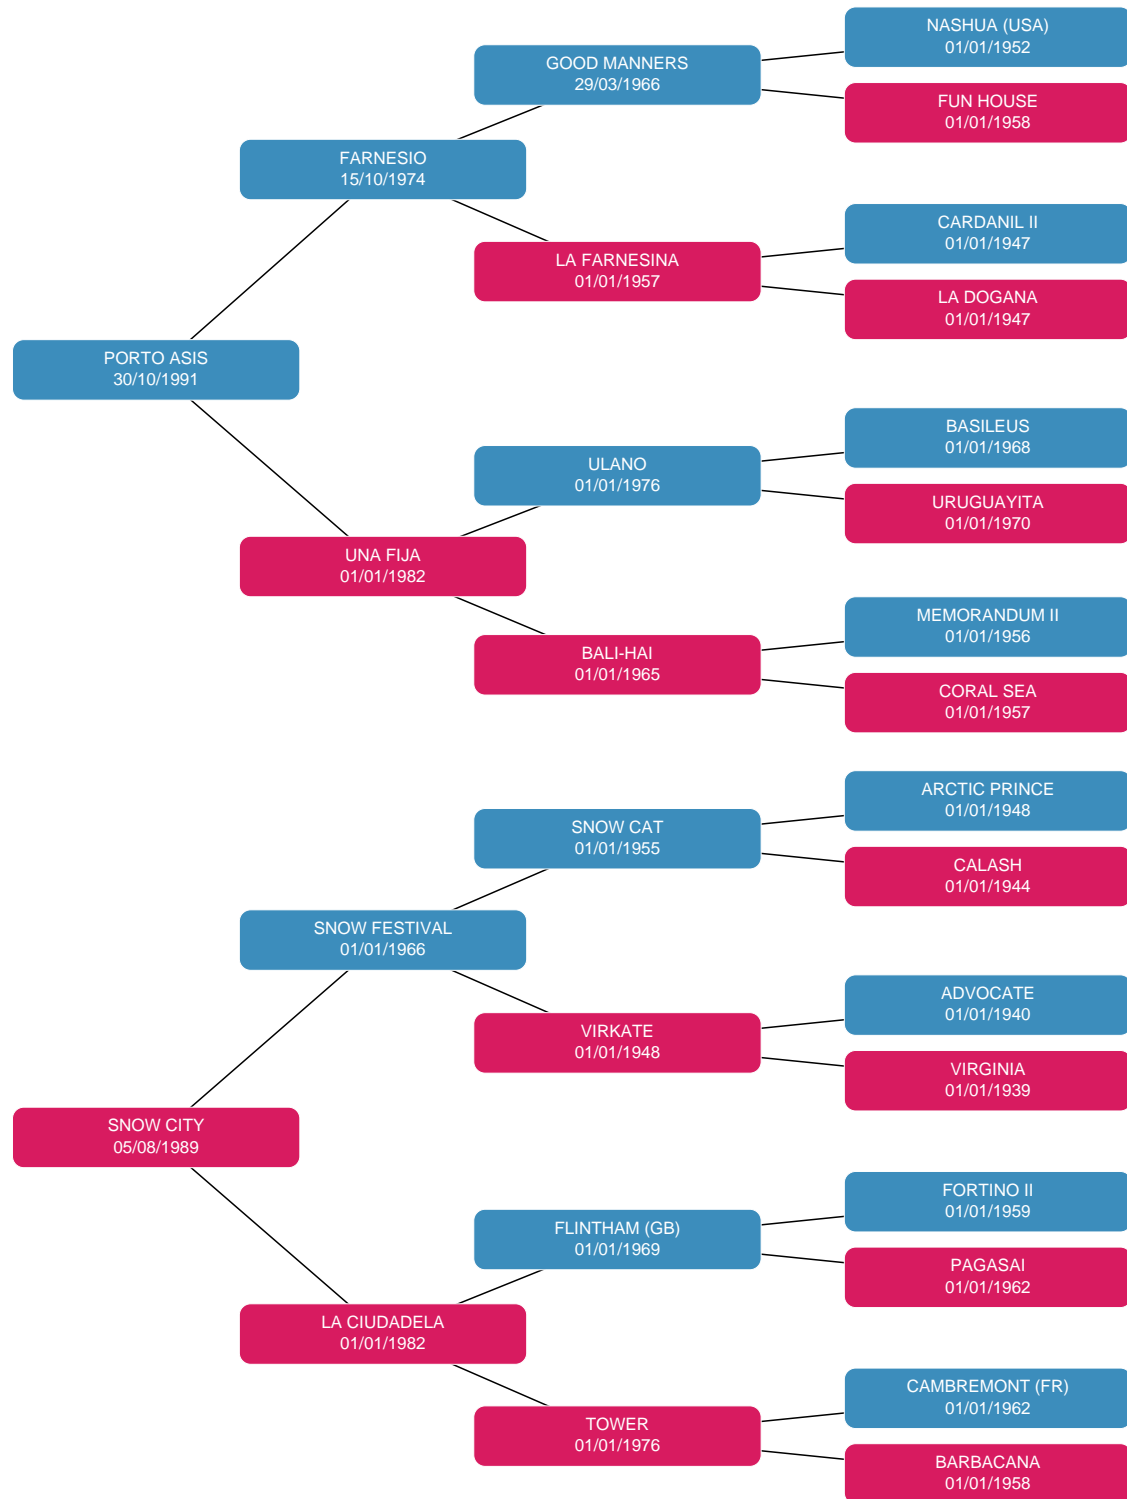 NASHUA (USA)
01/01/1952
GOOD MANNERS
29/03/1966
FUN HOUSE
01/01/1958
FARNESIO
15/10/1974
CARDANIL II
01/01/1947
LA FARNESINA
01/01/1957
LA DOGANA
01/01/1947
PORTO ASIS
30/10/1991
BASILEUS
01/01/1968
ULANO
01/01/1976
URUGUAYITA
01/01/1970
UNA FIJA
01/01/1982
MEMORANDUM II
01/01/1956
BALI-HAI
01/01/1965
CORAL SEA
01/01/1957
ARCTIC PRINCE
01/01/1948
SNOW CAT
01/01/1955
CALASH
01/01/1944
SNOW FESTIVAL
01/01/1966
ADVOCATE
01/01/1940
VIRKATE
01/01/1948
VIRGINIA
01/01/1939
SNOW CITY
05/08/1989
FORTINO II
01/01/1959
FLINTHAM (GB)
01/01/1969
PAGASAI
01/01/1962
LA CIUDADELA
01/01/1982
CAMBREMONT (FR)
01/01/1962
TOWER
01/01/1976
BARBACANA
01/01/1958